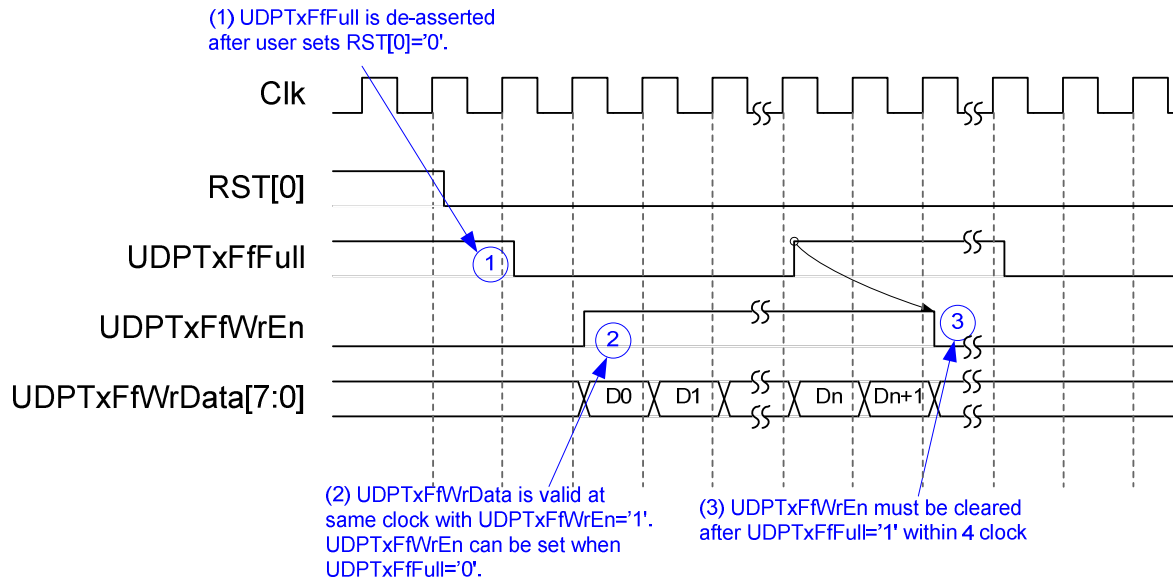 (1) UDPTxFfFull is de-asserted
after user sets RST[0]='0'.
Clk
RST[0]
UDPTxFfFull
1
UDPTxFfWrEn
2
3
UDPTxFfWrData[7:0]
D0 D1 Dn Dn+1
(2) UDPTxFfWrData is valid at
same clock with UDPTxFfWrEn='1'.
UDPTxFfWrEn can be set when
UDPTxFfFull='0'.
(3) UDPTxFfWrEn must be cleared
after UDPTxFfFull='1' within 4 clock